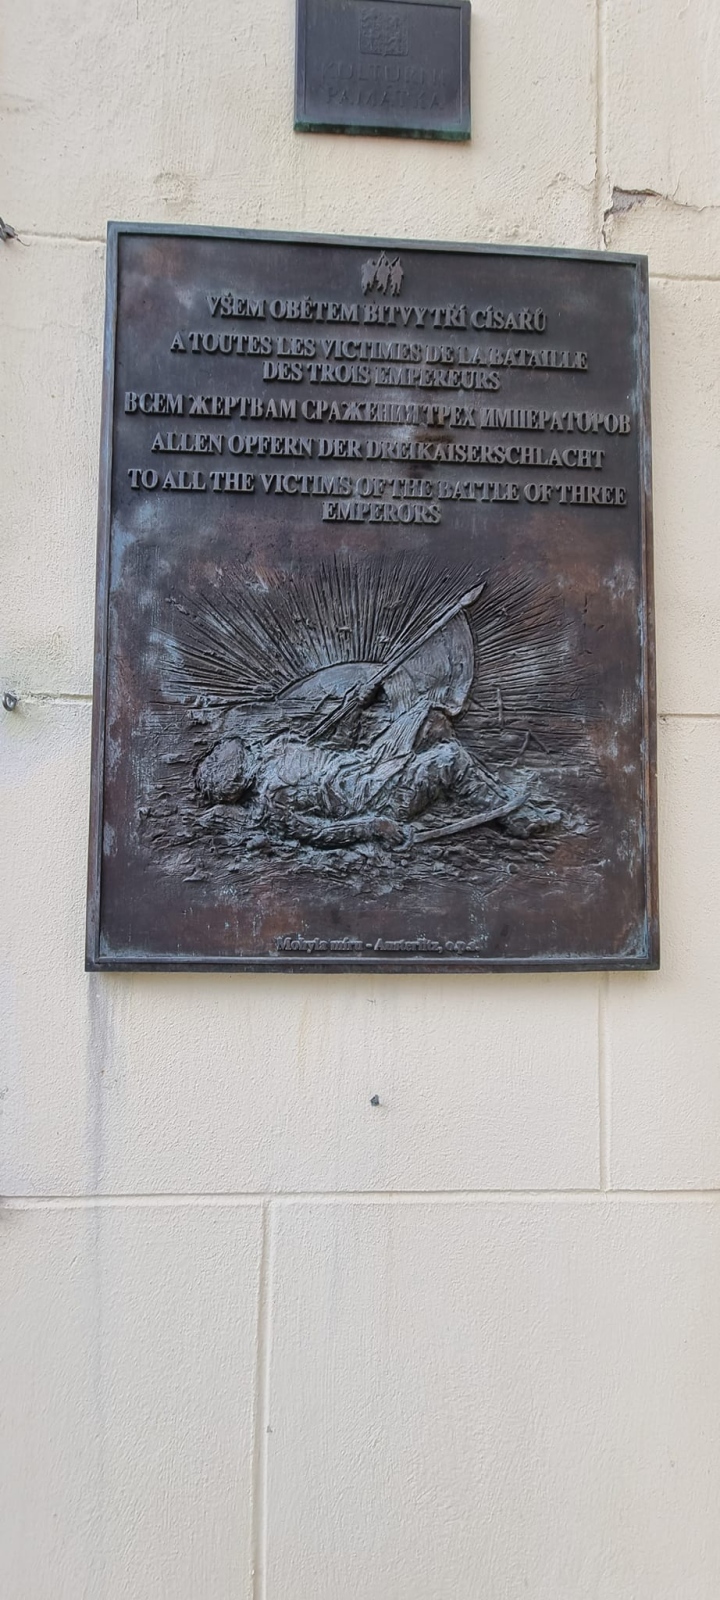 KULTURNÍ
PAMÁTKA
VŠEM OBĚTEM BITVY TŘÍ CÍSAŘŮ
A TOUTES LES VICTIMES DE LA BATAILLE
DES TROIS EMPEREURS
ВСЕМ ЖЕРТВАМ СРАЖЕНИЯ ТРЕХ ИМПЕРАТОРОВ
ALLEN OPFERN DER DREIKAISERSCHLACHT
TO ALL THE VICTIMS OF THE BATTLE OF THREE
EMPERORS
Mohyla míru - Austerlitz, o.p.s.